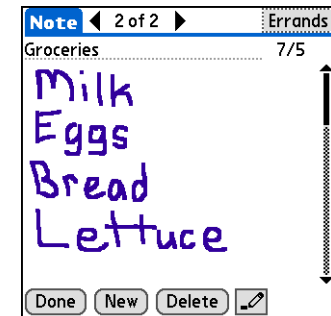 Note 2 of 2 Errands
Groceries 7/5
Milk
Eggs
Bread
Lettuce
Done New Delete